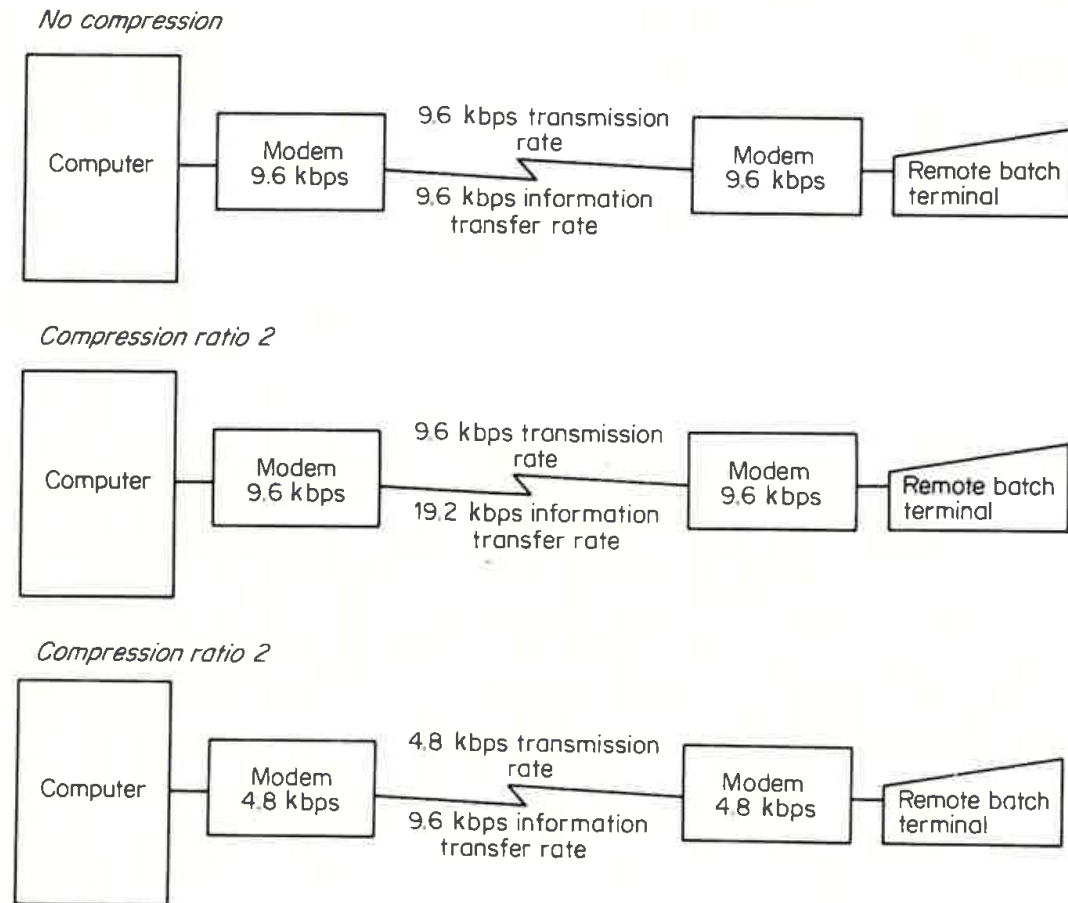 No compression
9.6 kbps transmission
rate
Computer
Modem
9.6 kbps
Modem
9.6 kbps
Remote batch
terminal
9.6 kbps information
transfer rate
Compression ratio 2
9.6 kbps transmission
rate
Computer
Modem
9.6 kbps
Modem
9.6 kbps
Remote batch
terminal
19.2 kbps information
transfer rate
Compression ratio 2
4.8 kbps transmission
rate
Computer
Modem
4.8 kbps
Modem
4.8 kbps
Remote batch
terminal
9.6 kbps information
transfer rate